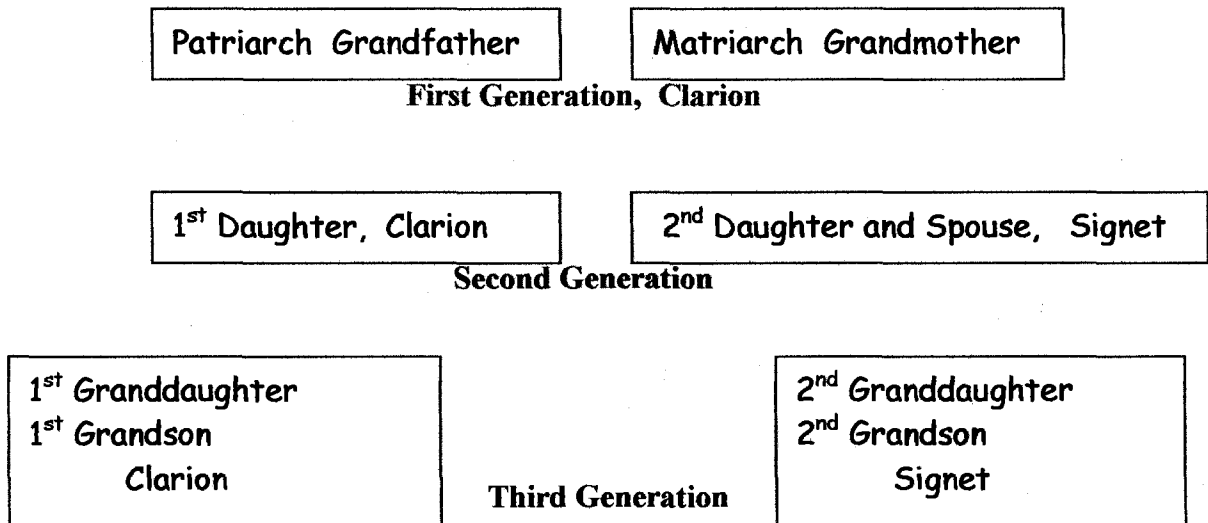 Patriarch Grandfather
Matriarch Grandmother
First Generation, Clarion
1st Daughter, Clarion
2nd Daughter and Spouse, Signet
Second Generation
1st Granddaughter
1st Grandson
Clarion
2nd Granddaughter
2nd Grandson
Signet
Third Generation